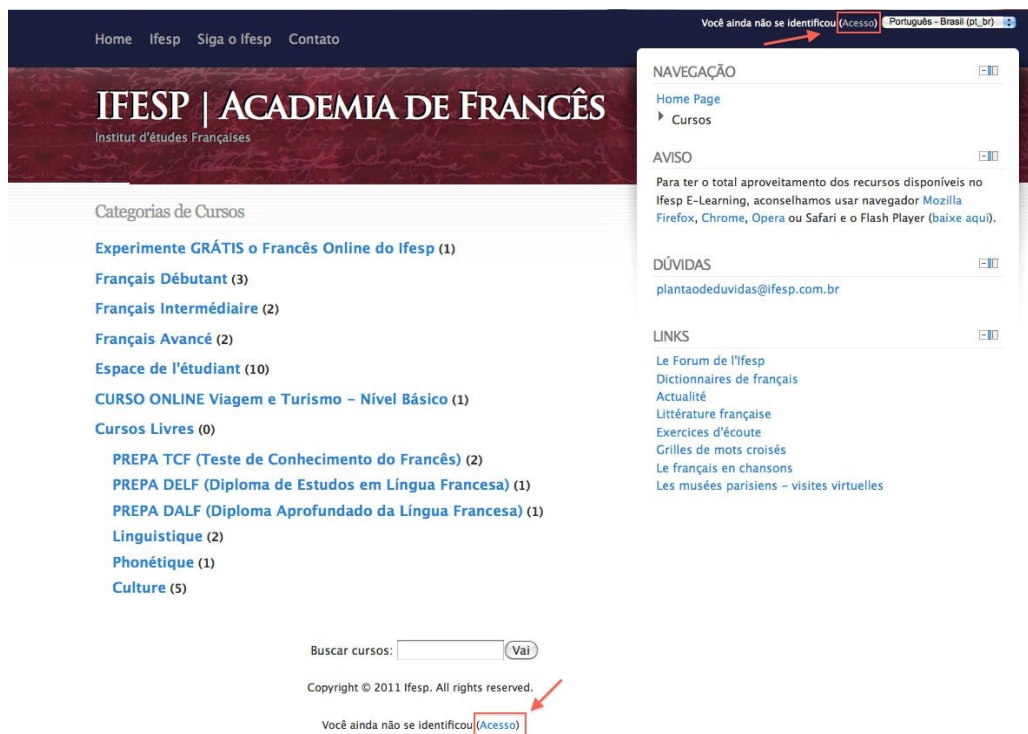 Você ainda não se identificou (Acesso) Português - Brasil (pt_br)
Home Ifesp Siga o Ifesp Contato
IFESP | ACADEMIA DE FRANCÊS
Institut d'études Françaises
Categorias de Cursos
Experimente GRÁTIS o Francês Online do Ifesp (1)
Français Débutant (3)
Français Intermédiaire (2)
Français Avancé (2)
Espace de l'étudiant (10)
CURSO ONLINE Viagem e Turismo – Nível Básico (1)
Cursos Livres (0)
PREPA TCF (Teste de Conhecimento do Francês) (2)
PREPA DELF (Diploma de Estudos em Língua Francesa) (1)
PREPA DALF (Diploma Aprofundado da Língua Francesa) (1)
Linguistique (2)
Phonétique (1)
Culture (5)
NAVEGAÇÃO
Home Page
Cursos
AVISO
Para ter o total aproveitamento dos recursos disponíveis no
Ifesp E-Learning, aconselhamos usar navegador Mozilla
Firefox, Chrome, Opera ou Safari e o Flash Player (baixe aqui).
DÚVIDAS
plantaodeduvidas@ifesp.com.br
LINKS
Le Forum de l'Ifesp
Dictionnaires de français
Actualité
Littérature française
Exercices d'écoute
Grilles de mots croisés
Le français en chansons
Les musées parisiens – visites virtuelles
Buscar cursos: Vai
Copyright © 2011 Ifesp. All rights reserved.
Você ainda não se identificou (Acesso)